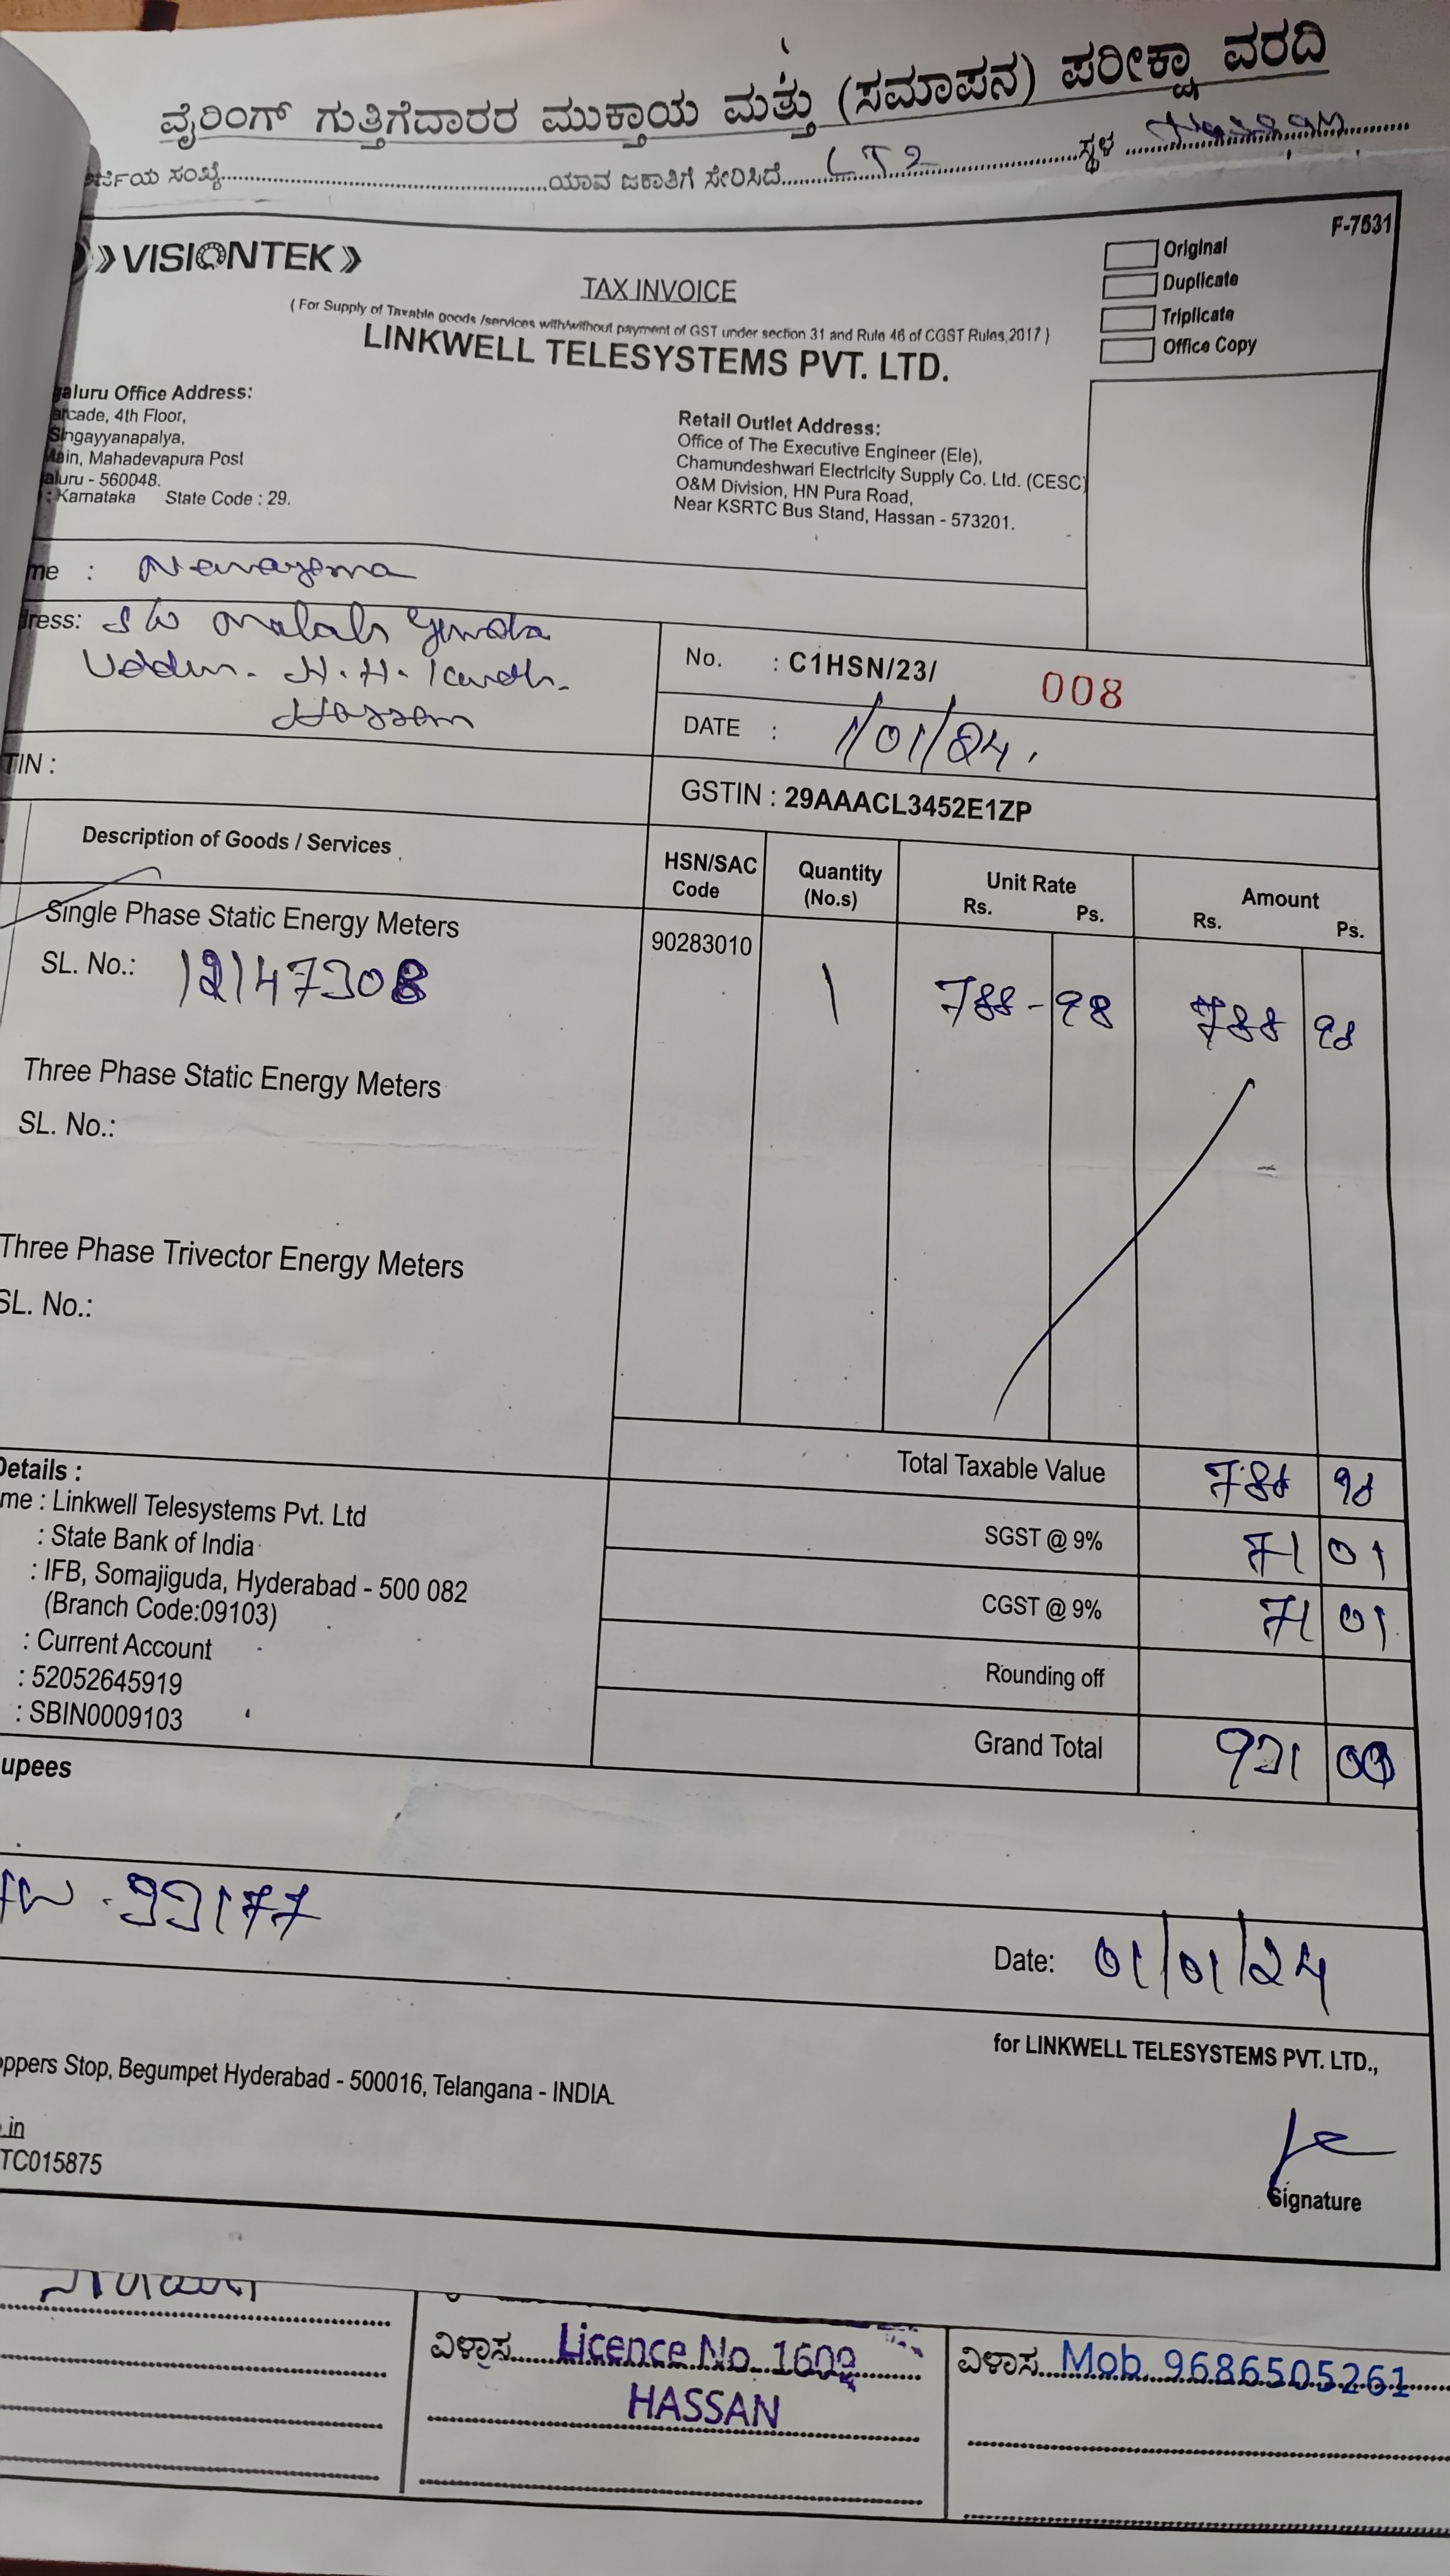 ವೈರಿಂಗ್ ಗುತ್ತಿಗೆದಾರರ ಮುಕ್ತಾಯ ಮತ್ತು (ಸಮಾಪನ) ಪರೀಕ್ಷಾ ವರದಿ
ಸಂಖ್ಯೆ..........ಯಾವ ಜಕಾತಿಗೆ ಸೇರಿಸಿದೆ.......LT2..........ಸ್ಥಳ
F-7531
VISIONTEK
Original
Duplicate
Triplicate
Office Copy
TAX INVOICE
( For Supply of Taxable goods /services with/without payment of GST under section 31 and Rule 46 of CGST Rules,2017 )
LINKWELL TELESYSTEMS PVT. LTD.
aluru Office Address:
arcade, 4th Floor,
Singayyanapalya,
Main, Mahadevapura Post
aluru - 560048.
: Karnataka State Code : 29.
Retail Outlet Address:
Office of The Executive Engineer (Ele),
Chamundeshwari Electricity Supply Co. Ltd. (CESC)
O&M Division, HN Pura Road,
Near KSRTC Bus Stand, Hassan - 573201.
me :
ress: S/o
Hassan
No. : C1HSN/23/ 008
DATE : 1/01/24.
TIN :
GSTIN : 29AAACL3452E1ZP
Description of Goods / Services
HSN/SAC Code
Quantity (No.s)
Unit Rate Rs. Ps.
Amount Rs. Ps.
Single Phase Static Energy Meters
90283010 1 788-98 788 98
SL. No.: 12147308
Three Phase Static Energy Meters
SL. No.:
Three Phase Trivector Energy Meters
SL. No.:
Total Taxable Value 788 98
SGST @ 9% 71 01
CGST @ 9% 71 01
Rounding off
Grand Total 931 00
Details :
me : Linkwell Telesystems Pvt. Ltd
: State Bank of India
: IFB, Somajiguda, Hyderabad - 500 082
(Branch Code:09103)
: Current Account
: 52052645919
: SBIN0009103
upees
99177
Date: 01/01/24
for LINKWELL TELESYSTEMS PVT. LTD.,
oppers Stop, Begumpet Hyderabad - 500016, Telangana - INDIA.
.in
TC015875
Signature
ವಿಳಾಸ....Licence No. 1609
HASSAN
ವಿಳಾಸ...Mob 9686505261